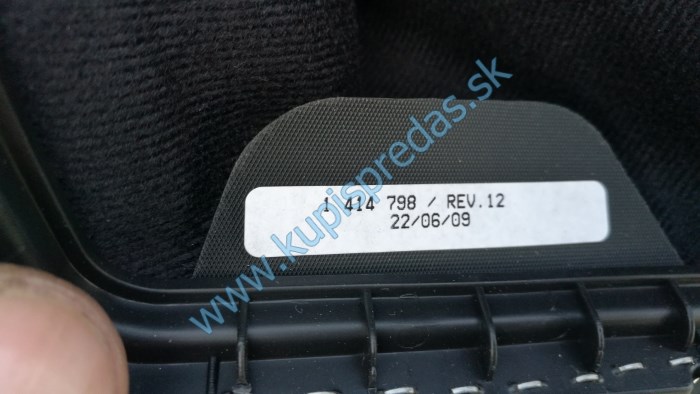 1 414 798 / REV.12
22/06/09
www.kupispredas.sk